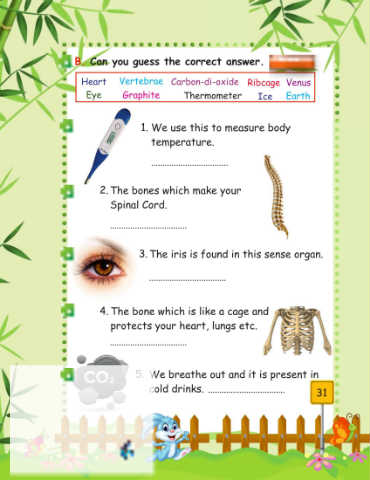 B. Can you guess the correct answer.
Heart Vertebrae Carbon-di-oxide Ribcage Venus
Eye Graphite Thermometer Ice Earth
1. We use this to measure body
temperature.
..............................
2. The bones which make your
Spinal Cord.
..............................
3. The iris is found in this sense organ.
..............................
4. The bone which is like a cage and
protects your heart, lungs etc.
..............................
CO2
5. We breathe out and it is present in
cold drinks. ..............................
31